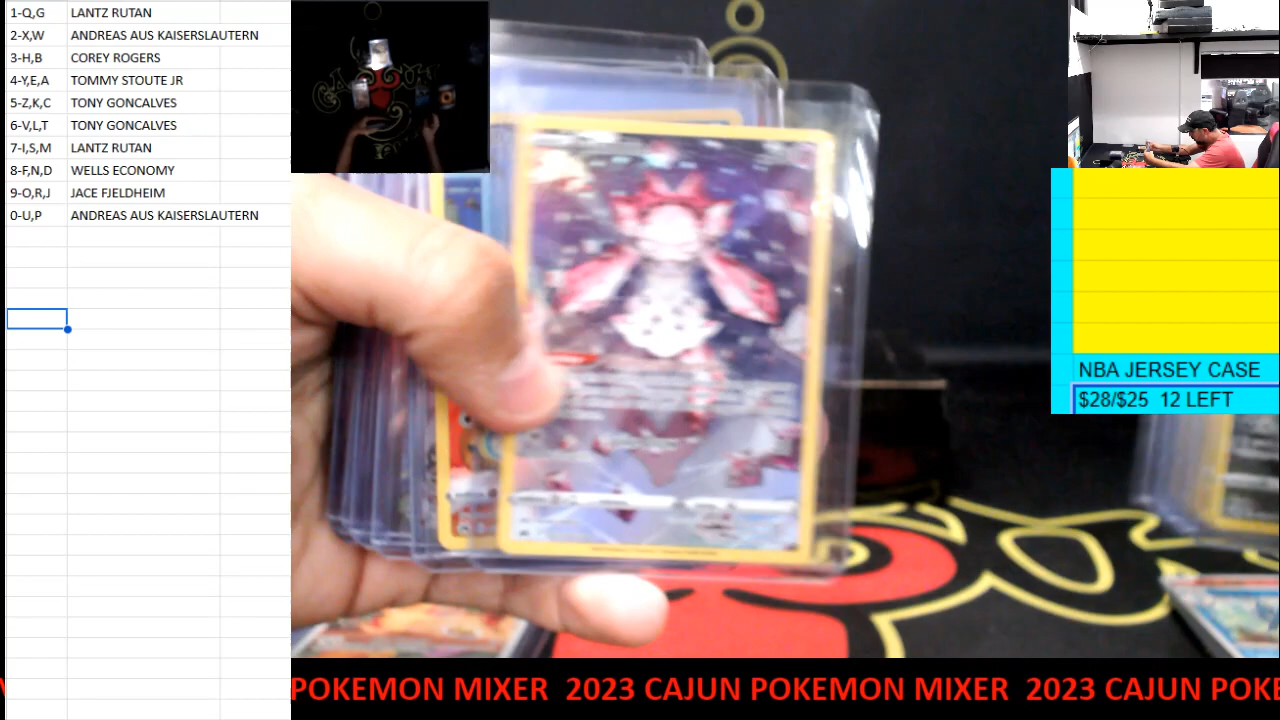 1-Q,G LANTZ RUTAN
2-X,W ANDREAS AUS KAISERSLAUTERN
3-H,B COREY ROGERS
4-Y,E,A TOMMY STOUTE JR
5-Z,K,C TONY GONCALVES
6-V,L,T TONY GONCALVES
7-I,S,M LANTZ RUTAN
8-F,N,D WELLS ECONOMY
9-O,R,J JACE FJELDHEIM
0-U,P ANDREAS AUS KAISERSLAUTERN
NBA JERSEY CASE
$28/$25 12 LEFT
POKEMON MIXER 2023 CAJUN POKEMON MIXER 2023 CAJUN POKE